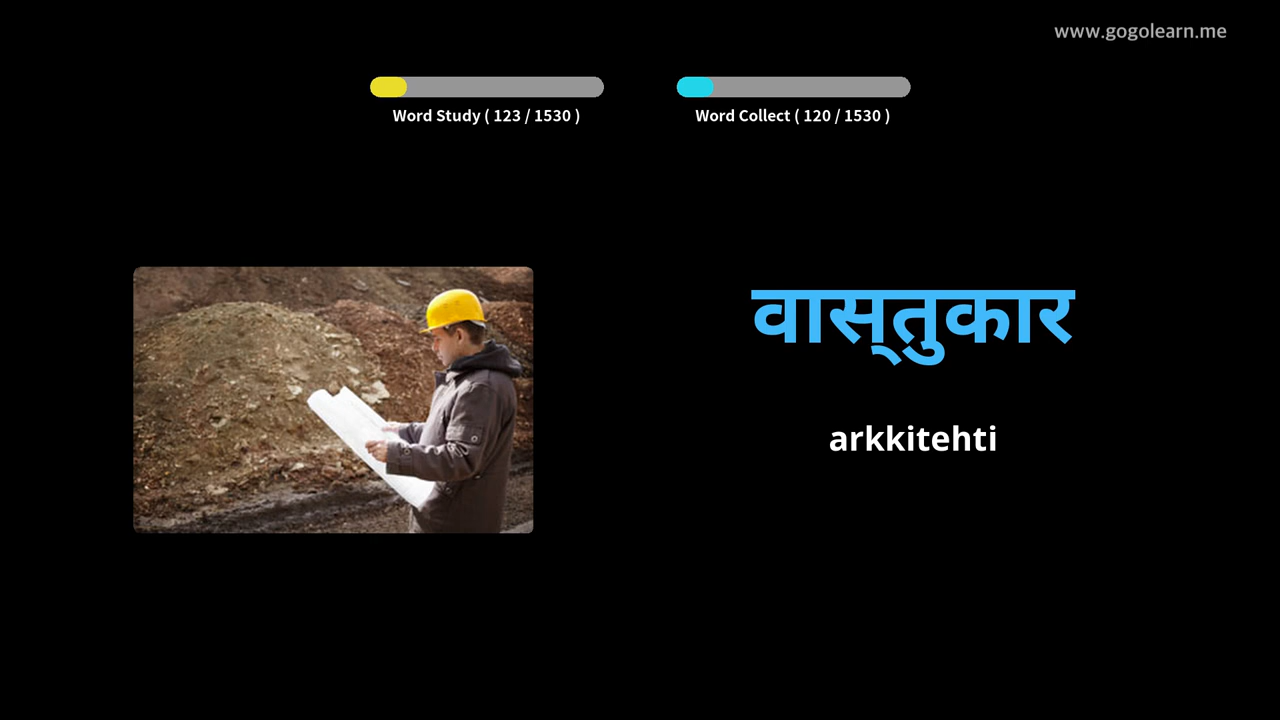 www.gogolearn.me
Word Study ( 123 / 1530 )
Word Collect ( 120 / 1530 )
वास्‌तुकार
arkkitehti